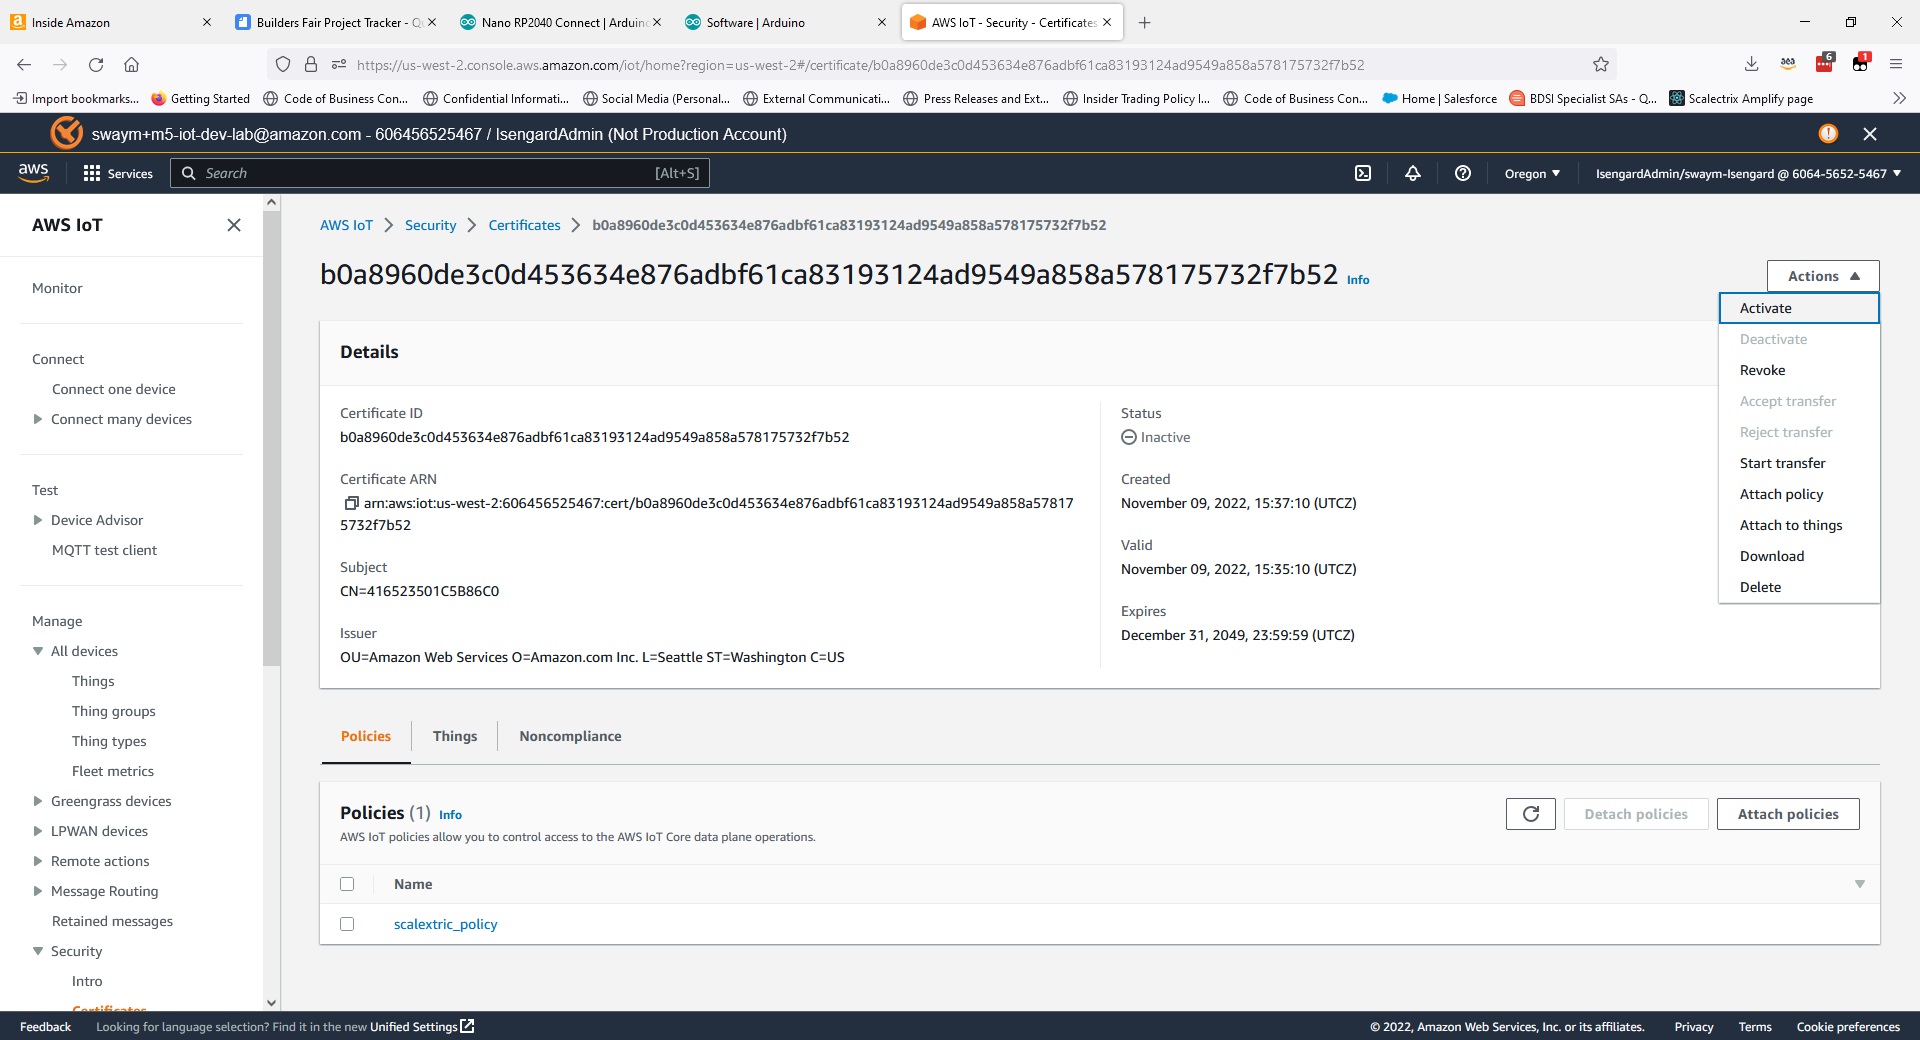 Inside Amazon
Builders Fair Project Tracker - Qu
Nano RP2040 Connect | Arduino
Software | Arduino
AWS IoT - Security - Certificates
https://us-west-2.console.aws.amazon.com/iot/home?region=us-west-2#/certificate/b0a8960de3c0d453634e876adbf61ca83193124ad9549a858a578175732f7b52
aea
6
1
Import bookmarks...
Getting Started
Code of Business Con...
Confidential Informati...
Social Media (Personal...
External Communicati...
Press Releases and Ext...
Insider Trading Policy I...
Code of Business Con...
Home | Salesforce
BDSI Specialist SAs - Q...
Scalectrix Amplify page
swaym+m5-iot-dev-lab@amazon.com - 606456525467 / IsengardAdmin (Not Production Account)
aws
Services
Search
[Alt+S]
Oregon
IsengardAdmin/swaym-Isengard @ 6064-5652-5467
AWS IoT
Monitor
Connect
Connect one device
Connect many devices
Test
Device Advisor
MQTT test client
Manage
All devices
Things
Thing groups
Thing types
Fleet metrics
Greengrass devices
LPWAN devices
Remote actions
Message Routing
Retained messages
Security
Intro
Certificates
AWS IoT > Security > Certificates > b0a8960de3c0d453634e876adbf61ca83193124ad9549a858a578175732f7b52
b0a8960de3c0d453634e876adbf61ca83193124ad9549a858a578175732f7b52 Info
Actions
Activate
Deactivate
Revoke
Accept transfer
Reject transfer
Start transfer
Attach policy
Attach to things
Download
Delete
Details
Certificate ID
b0a8960de3c0d453634e876adbf61ca83193124ad9549a858a578175732f7b52
Certificate ARN
arn:aws:iot:us-west-2:606456525467:cert/b0a8960de3c0d453634e876adbf61ca83193124ad9549a858a57817
5732f7b52
Subject
CN=416523501C5B86C0
Issuer
OU=Amazon Web Services O=Amazon.com Inc. L=Seattle ST=Washington C=US
Status
Inactive
Created
November 09, 2022, 15:37:10 (UTCZ)
Valid
November 09, 2022, 15:35:10 (UTCZ)
Expires
December 31, 2049, 23:59:59 (UTCZ)
Policies
Things
Noncompliance
Policies (1) Info
AWS IoT policies allow you to control access to the AWS IoT Core data plane operations.
Detach policies
Attach policies
Name
scalextric_policy
Feedback
Looking for language selection? Find it in the new Unified Settings
© 2022, Amazon Web Services, Inc. or its affiliates.
Privacy
Terms
Cookie preferences